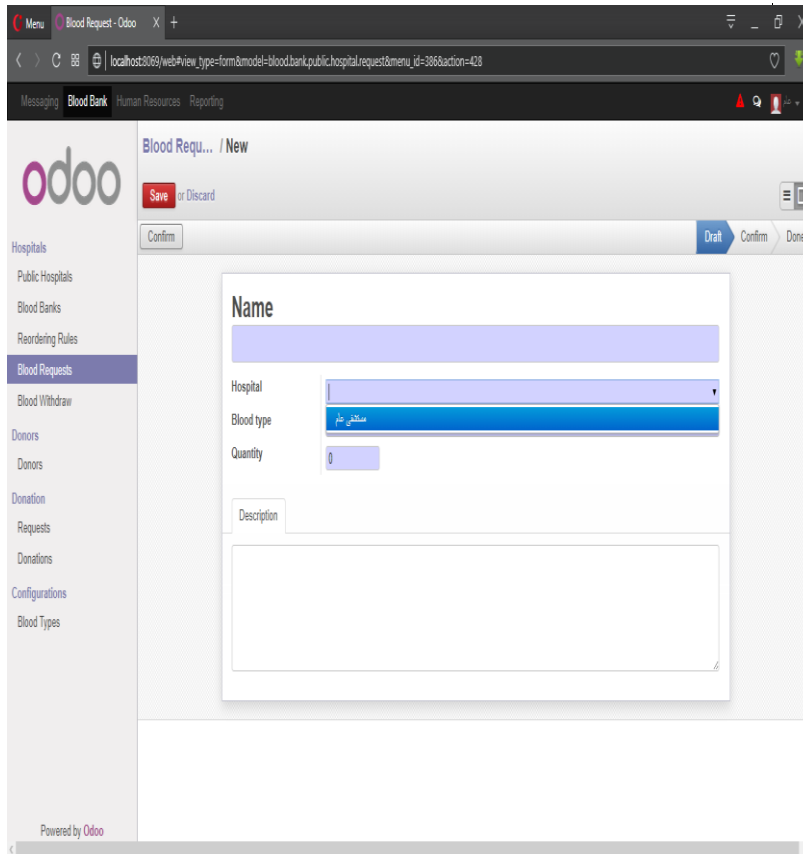 Menu Blood Request - Odoo X +
localhost:8069/web#view_type=form&model=blood.bank.public.hospital.request&menu_id=386&action=428
Messaging Blood Bank Human Resources Reporting
odoo
Blood Requ... / New
Save or Discard
Confirm
Draft Confirm Done
Hospitals
Public Hospitals
Blood Banks
Reordering Rules
Blood Requests
Blood Withdraw
Donors
Donors
Donation
Requests
Donations
Configurations
Blood Types
Name
Hospital
مستشفى عام
Blood type
Quantity 0
Description
Powered by Odoo